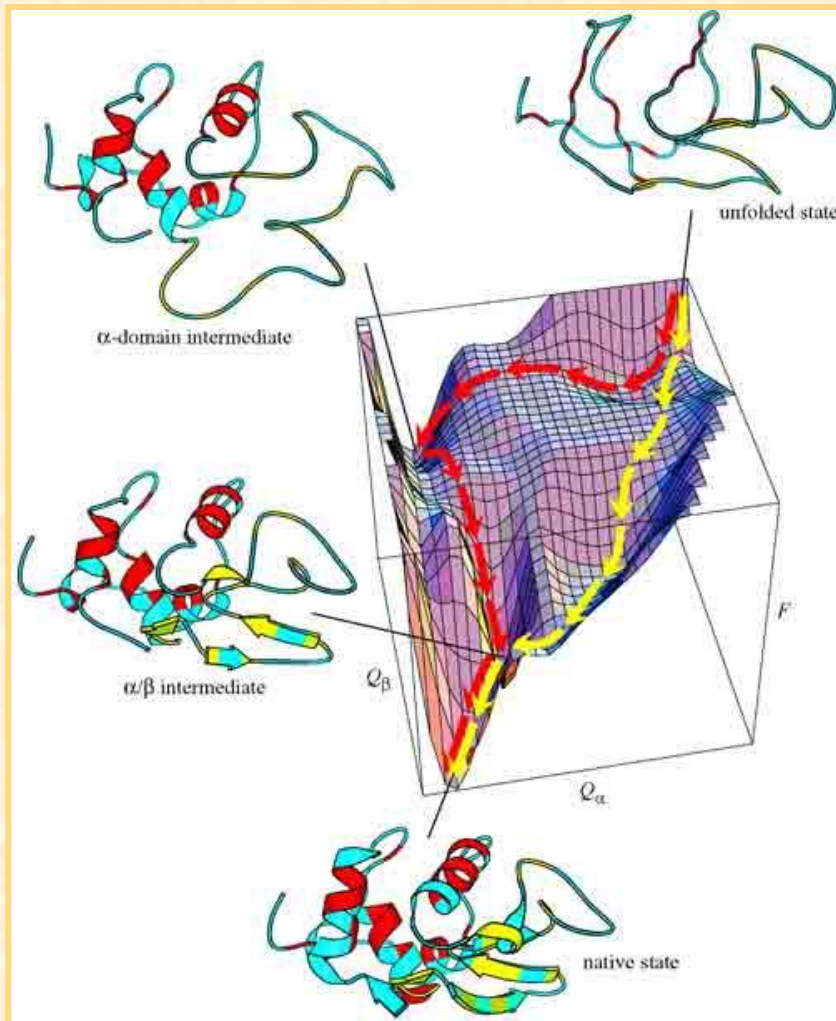 unfolded state
α-domain intermediate
F
Qβ
α/β intermediate
Qα
native state